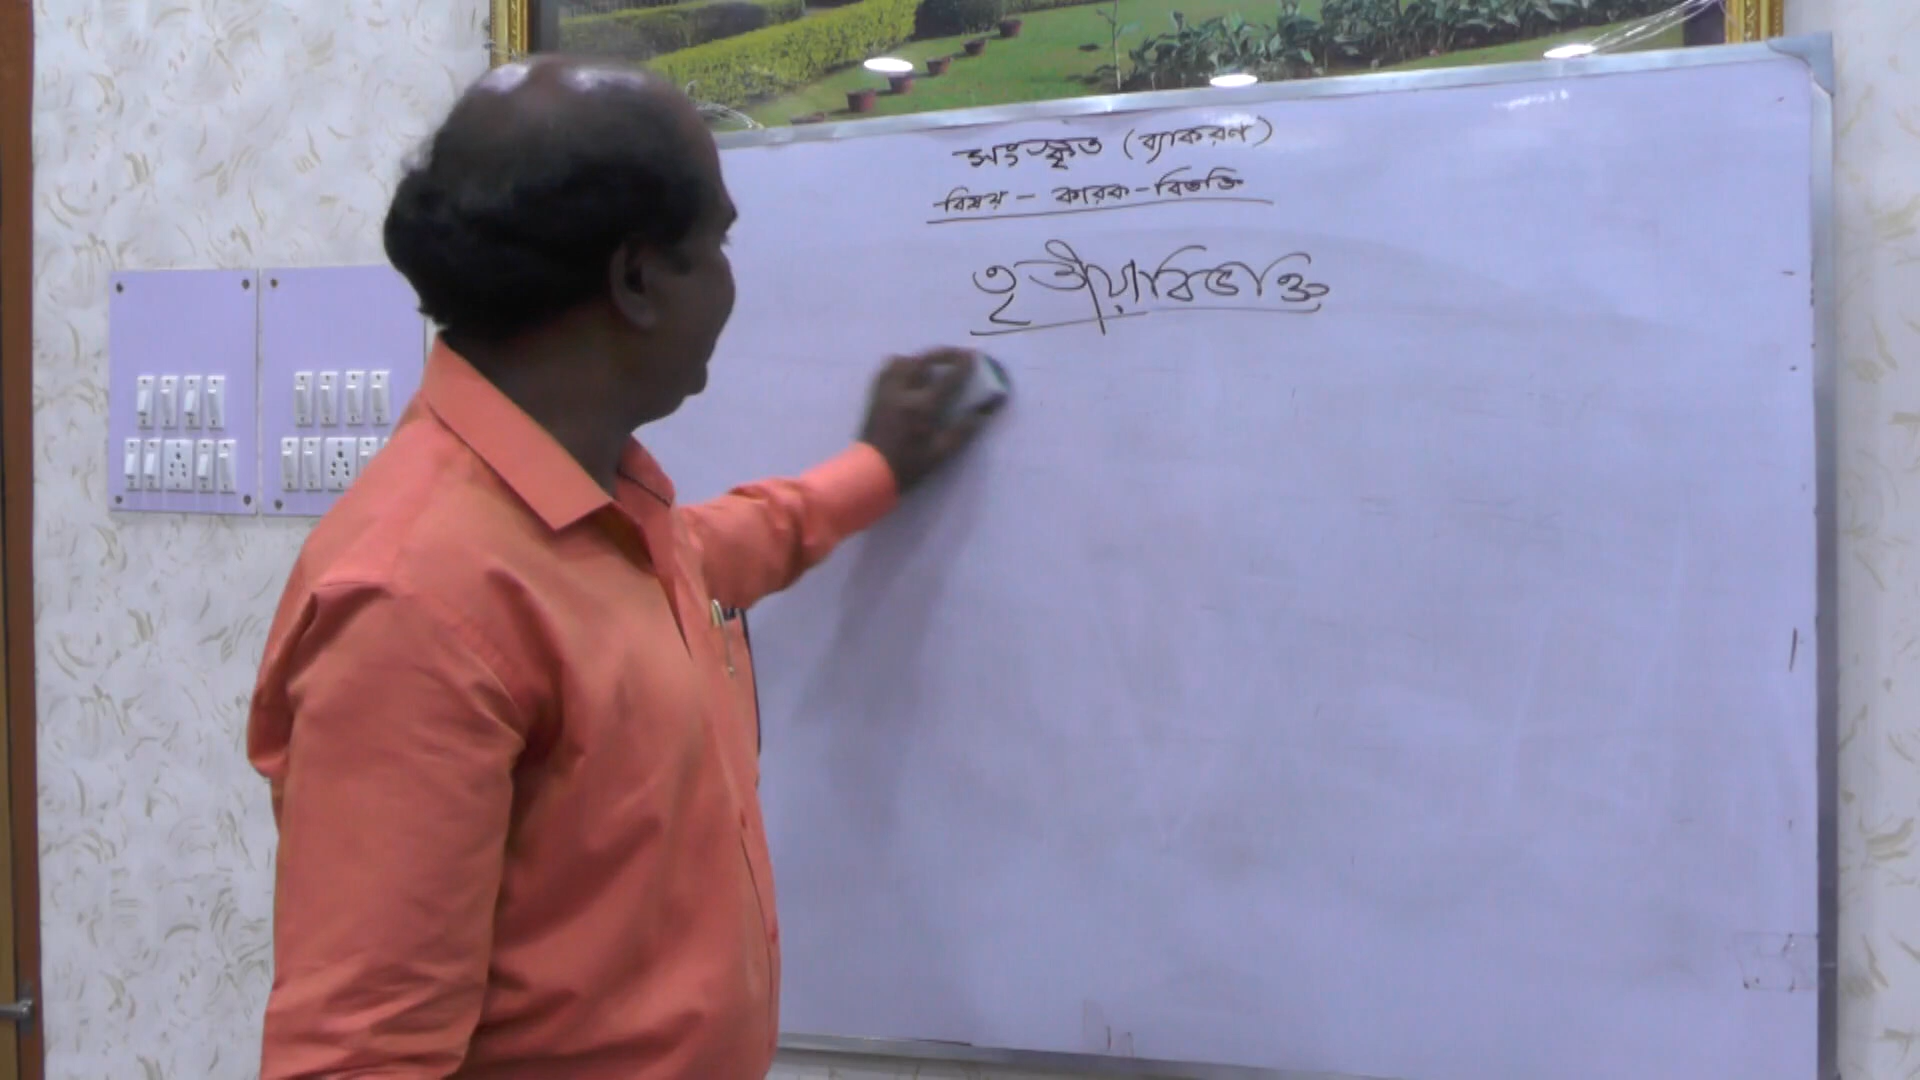 সংস্কৃত (ব্যাকরণ)
বিষয় - কারক-বিভক্তি
তৃতীয়া বিভক্তি